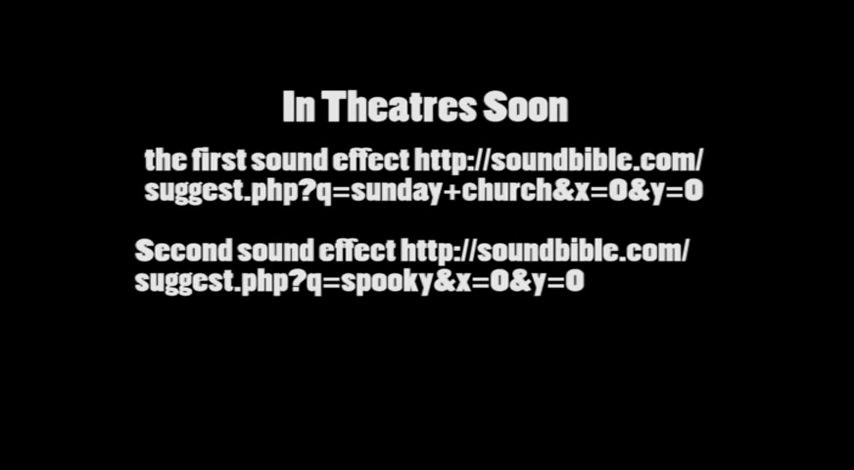 In Theatres Soon
the first sound effect http://soundbible.com/
suggest.php?q=sunday+church&x=0&y=0
Second sound effect http://soundbible.com/
suggest.php?q=spooky&x=0&y=0